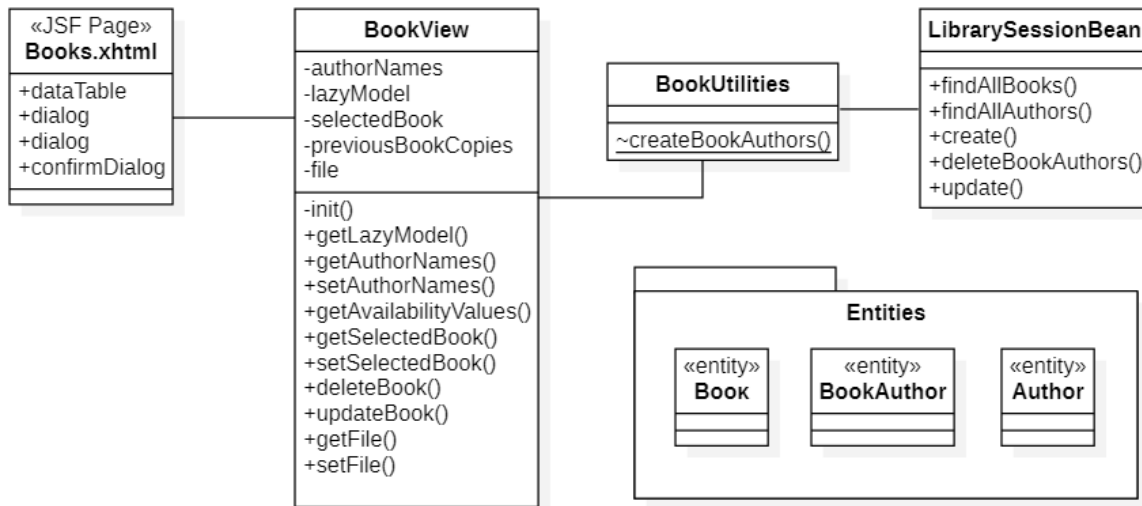 «JSF Page»
Books.xhtml
+dataTable
+dialog
+dialog
+confirmDialog
BookView
-authorNames
-lazyModel
-selectedBook
-previousBookCopies
-file
-init()
+getLazyModel()
+getAuthorNames()
+setAuthorNames()
+getAvailabilityValues()
+getSelectedBook()
+setSelectedBook()
+deleteBook()
+updateBook()
+getFile()
+setFile()
BookUtilities
~createBookAuthors()
LibrarySessionBean
+findAllBooks()
+findAllAuthors()
+create()
+deleteBookAuthors()
+update()
Entities
«entity»
Booк
«entity»
BookAuthor
«entity»
Author